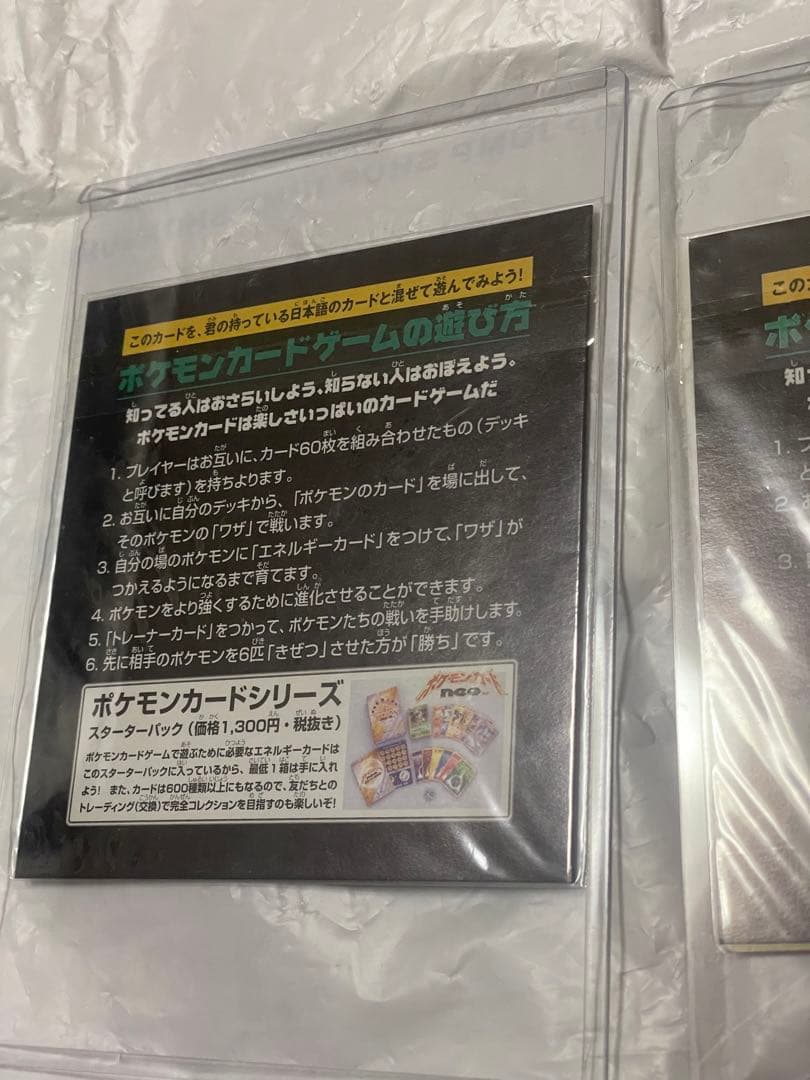 このカードを、君の持っている日本語のカードと混ぜて遊んでみよう!
ポケモンカードゲームの遊び方
知ってる人はおさらいしよう、知らない人はおぼえよう。
ポケモンカードは楽しさいっぱいのカードゲームだ
1. プレイヤーはお互いに、カード60枚を組み合わせたもの(デッキ
と呼びます)を持ちよります。
2. お互いに自分のデッキから、「ポケモンのカード」を場に出して、
そのポケモンの「ワザ」で戦います。
3. 自分の場のポケモンに「エネルギーカード」をつけて、「ワザ」が
つかえるようになるまで育てます。
4. ポケモンをより強くするために進化させることができます。
5. 「トレーナーカード」をつかって、ポケモンたちの戦いを手助けします。
6. 先に相手のポケモンを6匹「きぜつ」させた方が「勝ち」です。
ポケモンカードシリーズ
スターターパック(価格1,300円・税抜き)
ポケモンカードゲームで遊ぶために必要なエネルギーカードは
このスターターパックに入っているから、最低1箱は手に入れ
よう! また、カードは600種類以上にもなるので、友だちとの
トレーディング(交換)で完全コレクションを目指すのも楽しいぞ!
ポケモンカード
neo
このカ
ポケ
知っ
1.
2